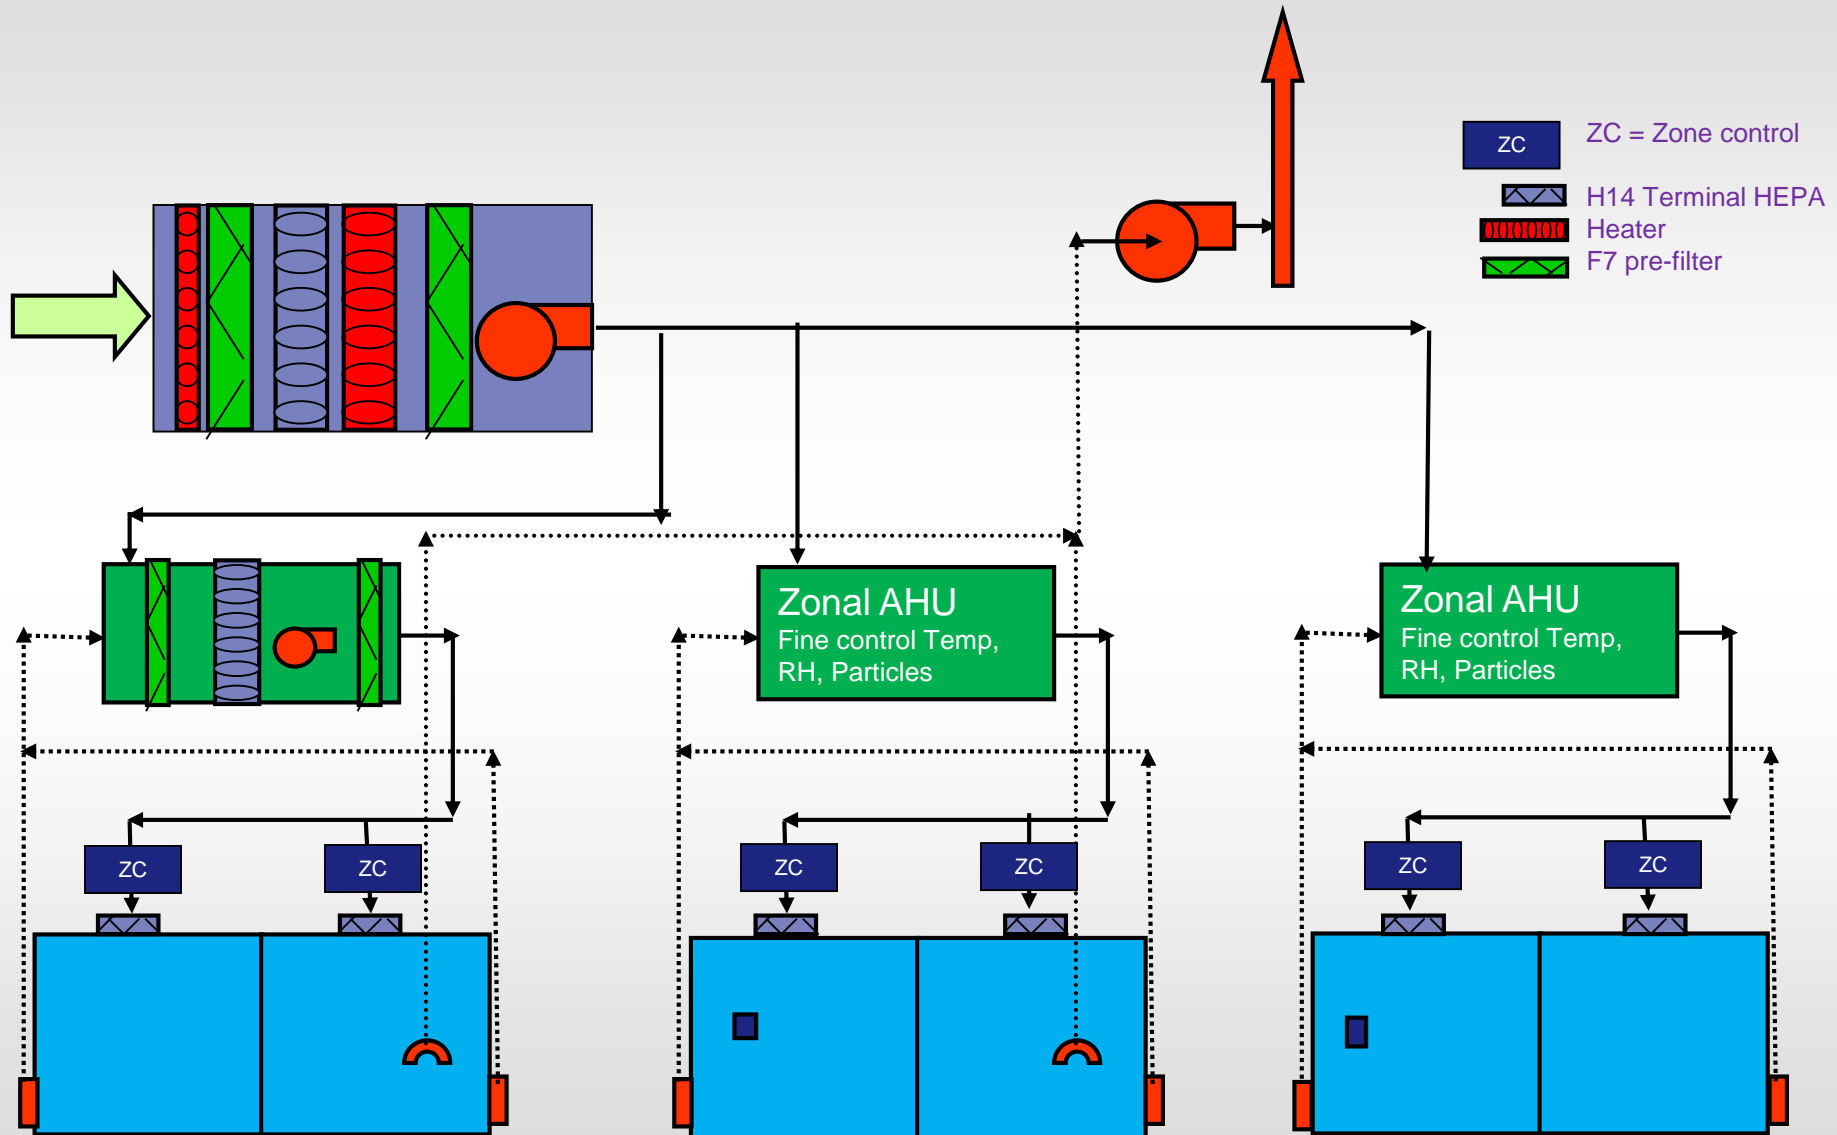 ZC
ZC = Zone control
H14 Terminal HEPA
Heater
F7 pre-filter
Zonal AHU
Fine control Temp,
RH, Particles
Zonal AHU
Fine control Temp,
RH, Particles
ZC
ZC
ZC
ZC
ZC
ZC